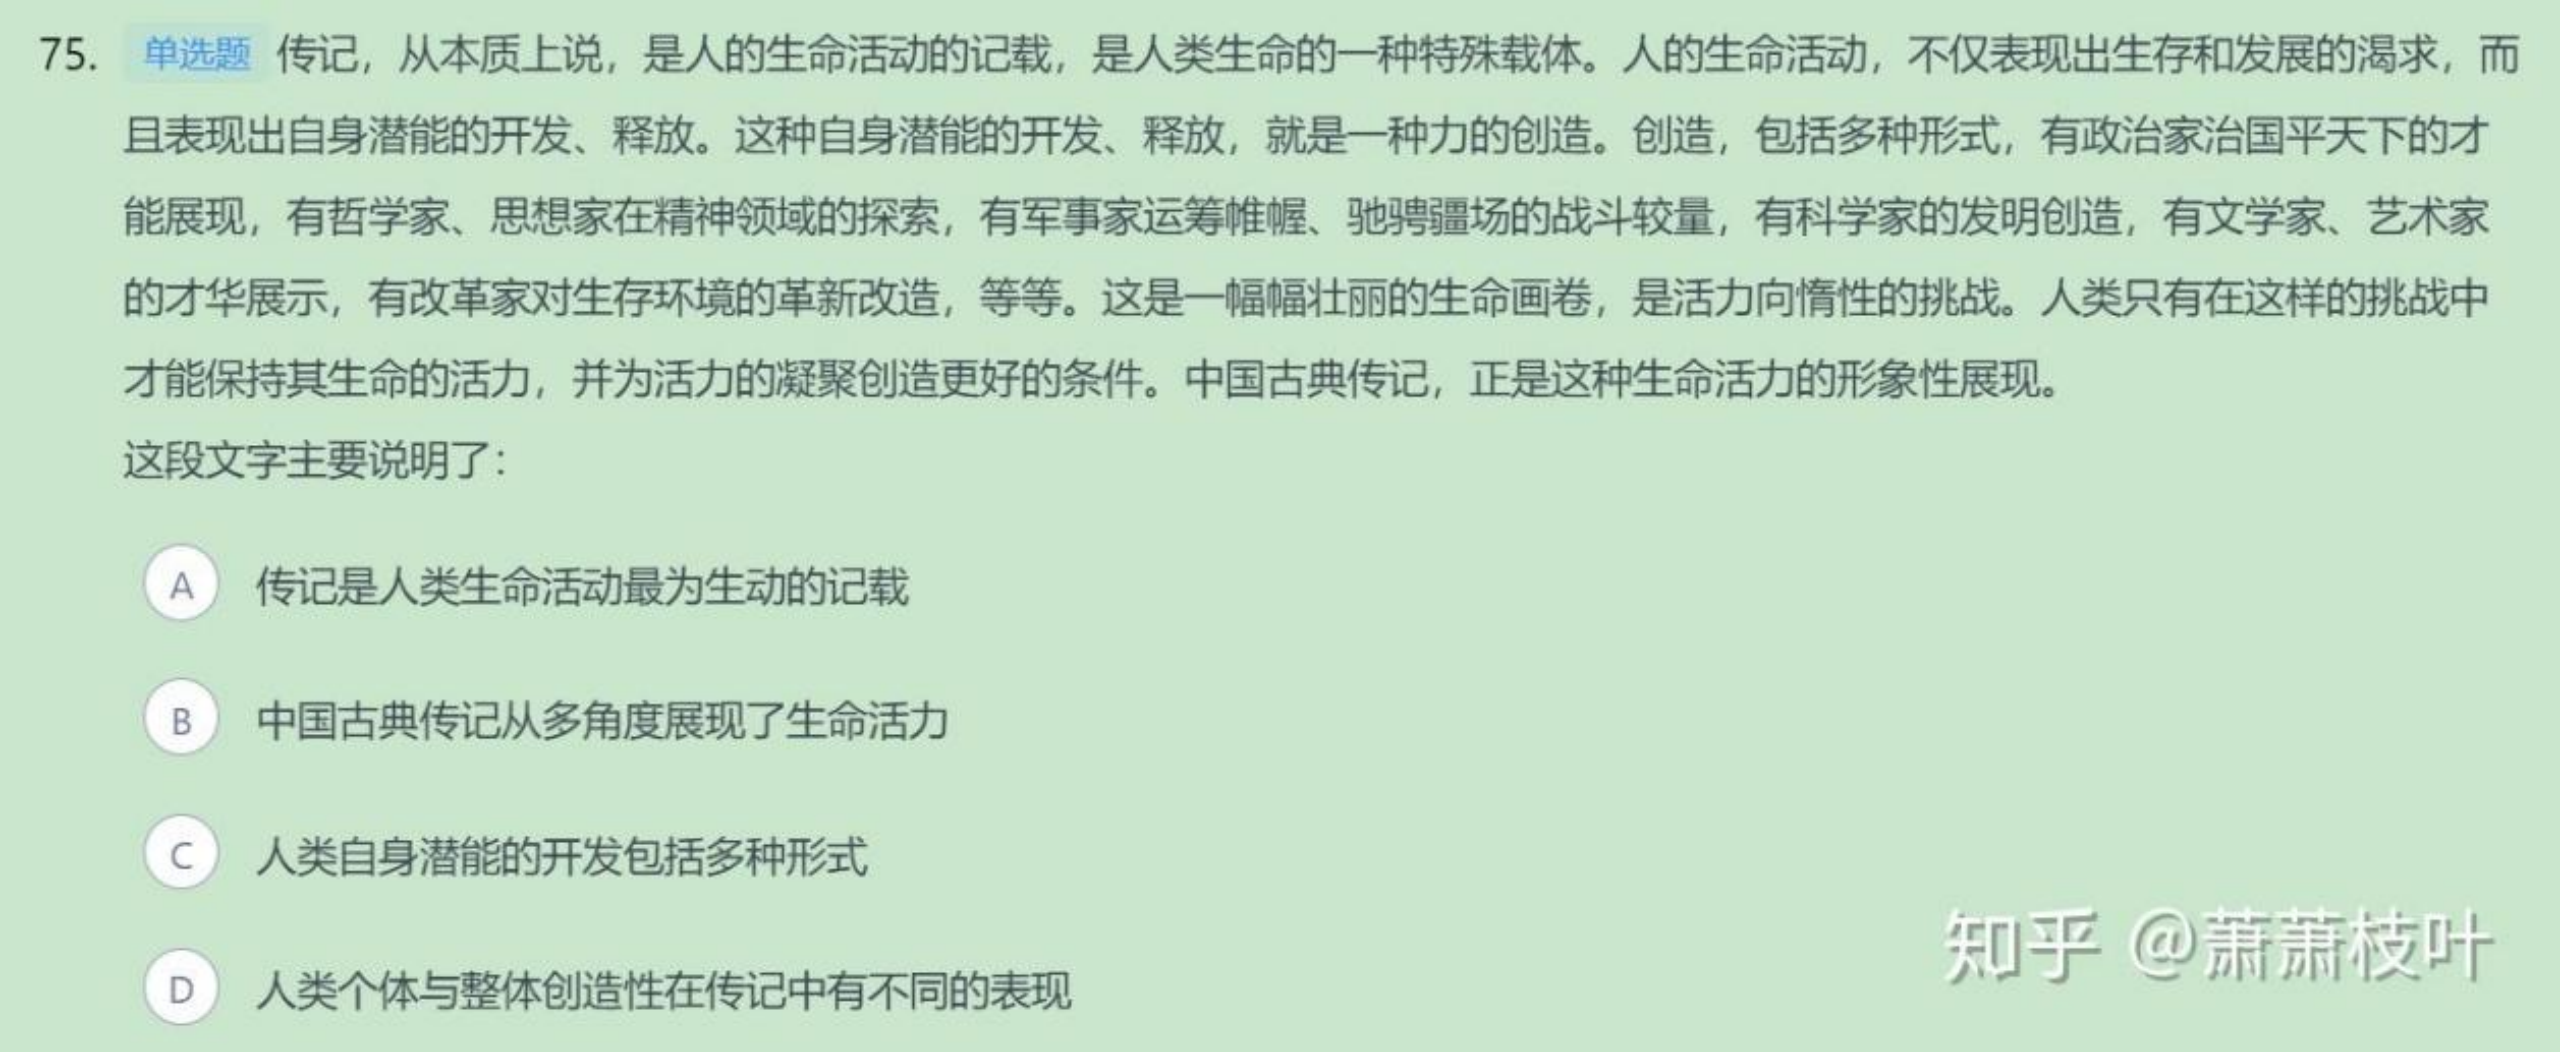 75. 单选题 传记，从本质上说，是人的生命活动的记载，是人类生命的一种特殊载体。人的生命活动，不仅表现出生存和发展的渴求，而
且表现出自身潜能的开发、释放。这种自身潜能的开发、释放，就是一种力的创造。创造，包括多种形式，有政治家治国平天下的才
能展现，有哲学家、思想家在精神领域的探索，有军事家运筹帷幄、驰骋疆场的战斗较量，有科学家的发明创造，有文学家、艺术家
的才华展示，有改革家对生存环境的革新改造，等等。这是一幅幅壮丽的生命画卷，是活力向惰性的挑战。人类只有在这样的挑战中
才能保持其生命的活力，并为活力的凝聚创造更好的条件。中国古典传记，正是这种生命活力的形象性展现。
这段文字主要说明了：
A 传记是人类生命活动最为生动的记载
B 中国古典传记从多角度展现了生命活力
C 人类自身潜能的开发包括多种形式
D 人类个体与整体创造性在传记中有不同的表现
知乎 @萧萧枝叶